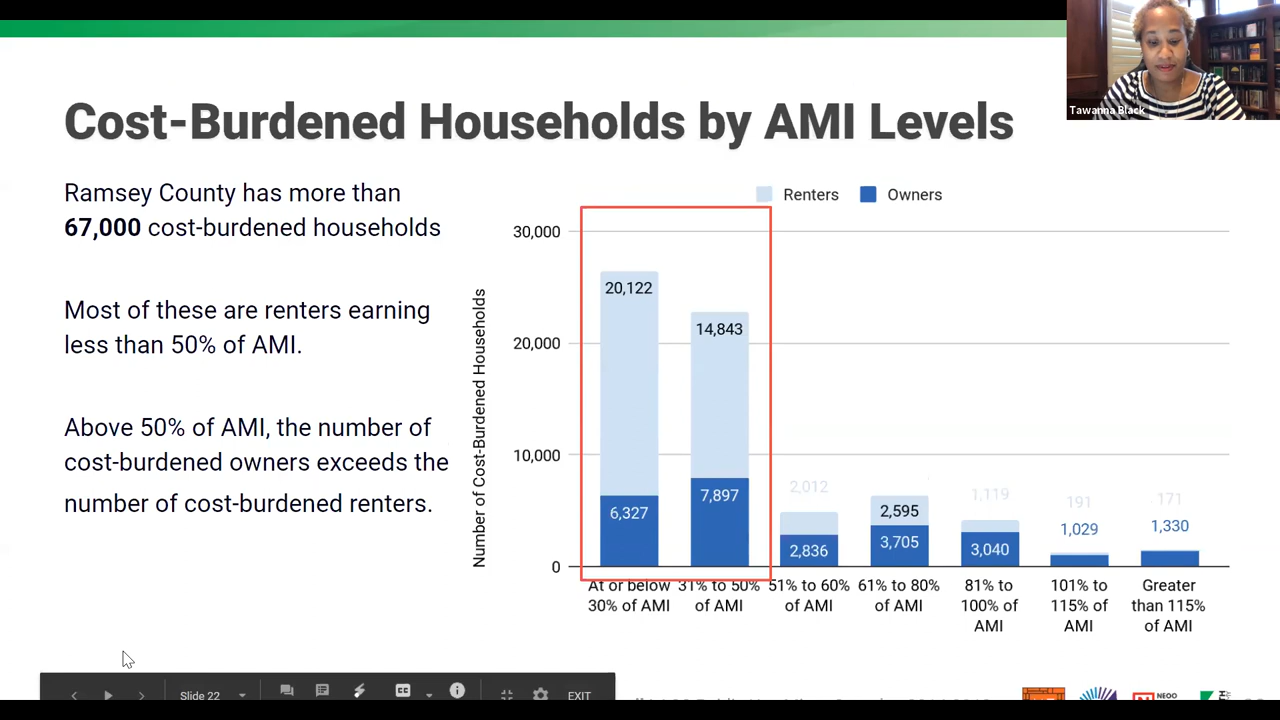 Tawanna Black
Cost-Burdened Households by AMI Levels
Ramsey County has more than
67,000 cost-burdened households
Most of these are renters earning
less than 50% of AMI.
Above 50% of AMI, the number of
cost-burdened owners exceeds the
number of cost-burdened renters.
Renters Owners
Number of Cost-Burdened Households
30,000
20,000
10,000
0
20,122
14,843
2,012
2,595
1,119
191
171
6,327
7,897
2,836
3,705
3,040
1,029
1,330
At or below
30% of AMI
31% to 50%
of AMI
51% to 60%
of AMI
61% to 80%
of AMI
81% to
100% of
AMI
101% to
115% of
AMI
Greater
than 115%
of AMI
Slide 22
CC
EXIT
NEOO